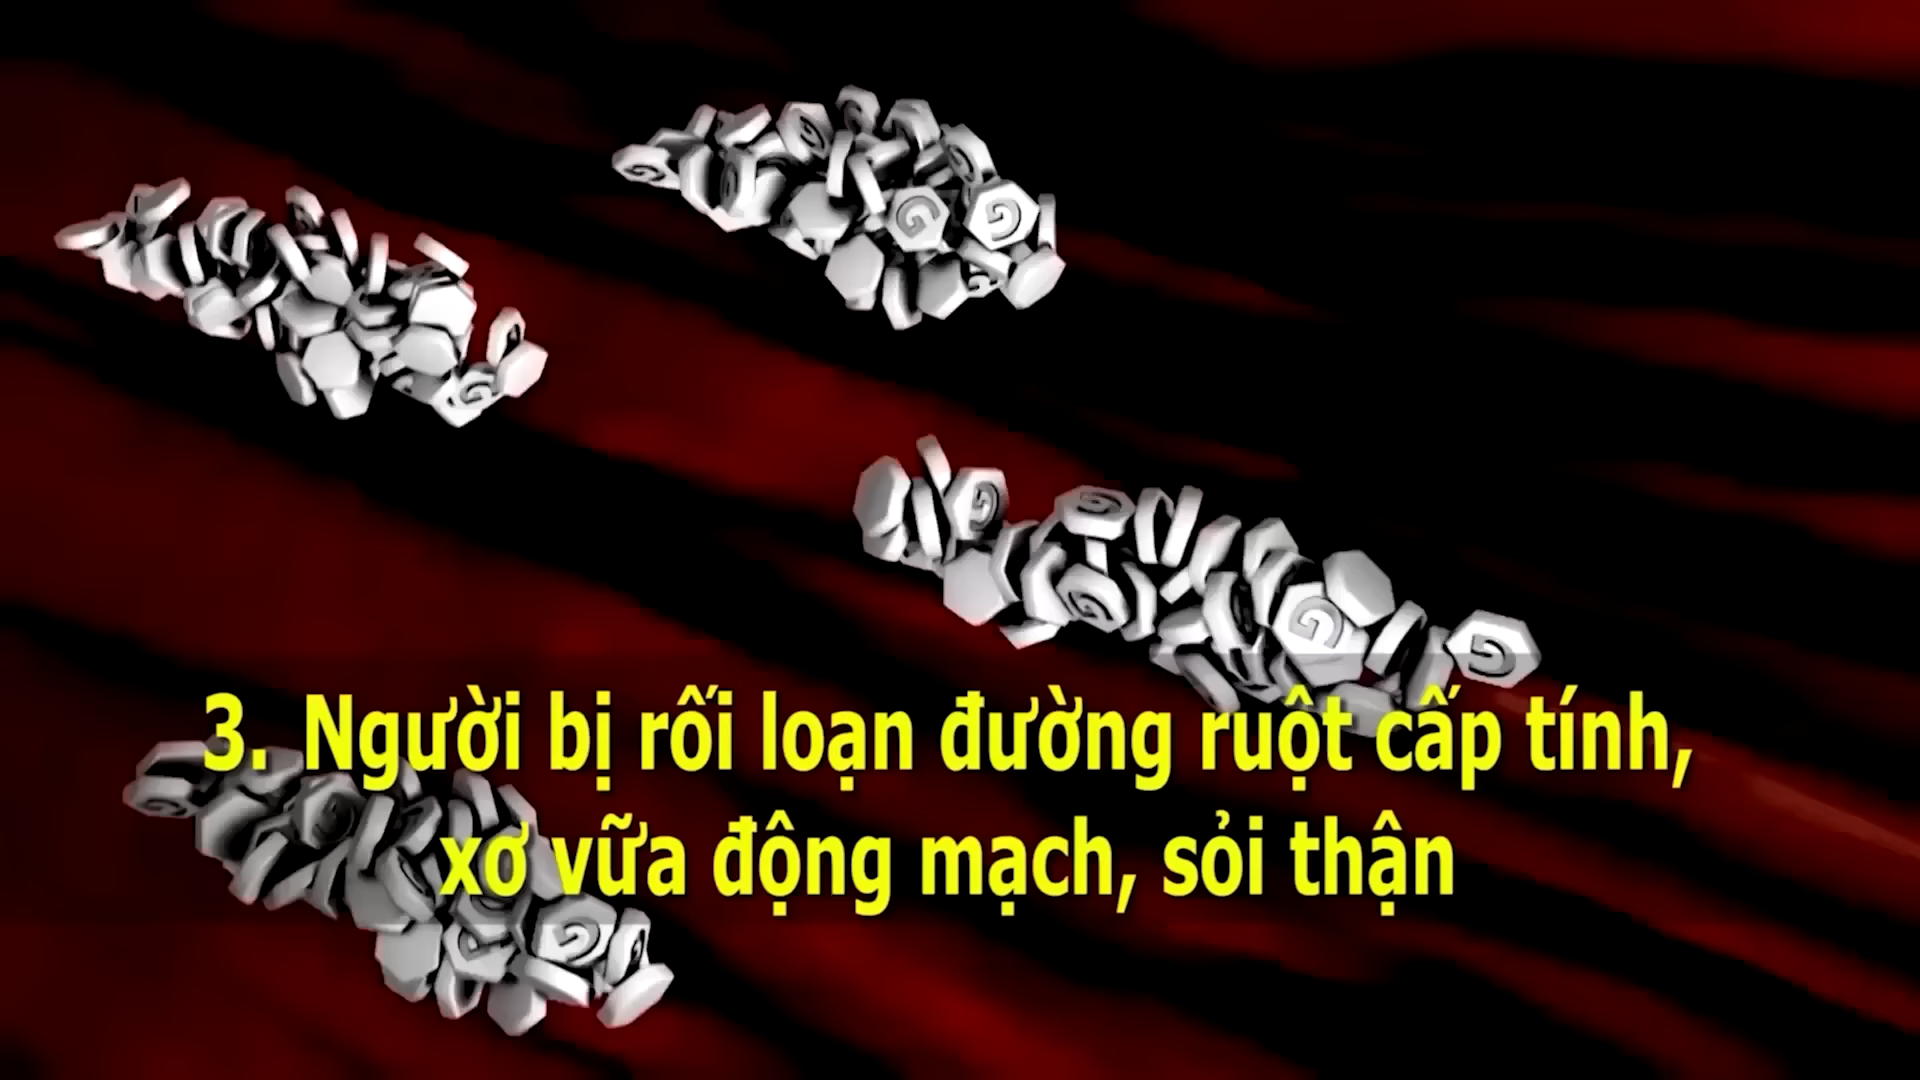 3. Người bị rối loạn đường ruột cấp tính,
xơ vữa động mạch, sỏi thận